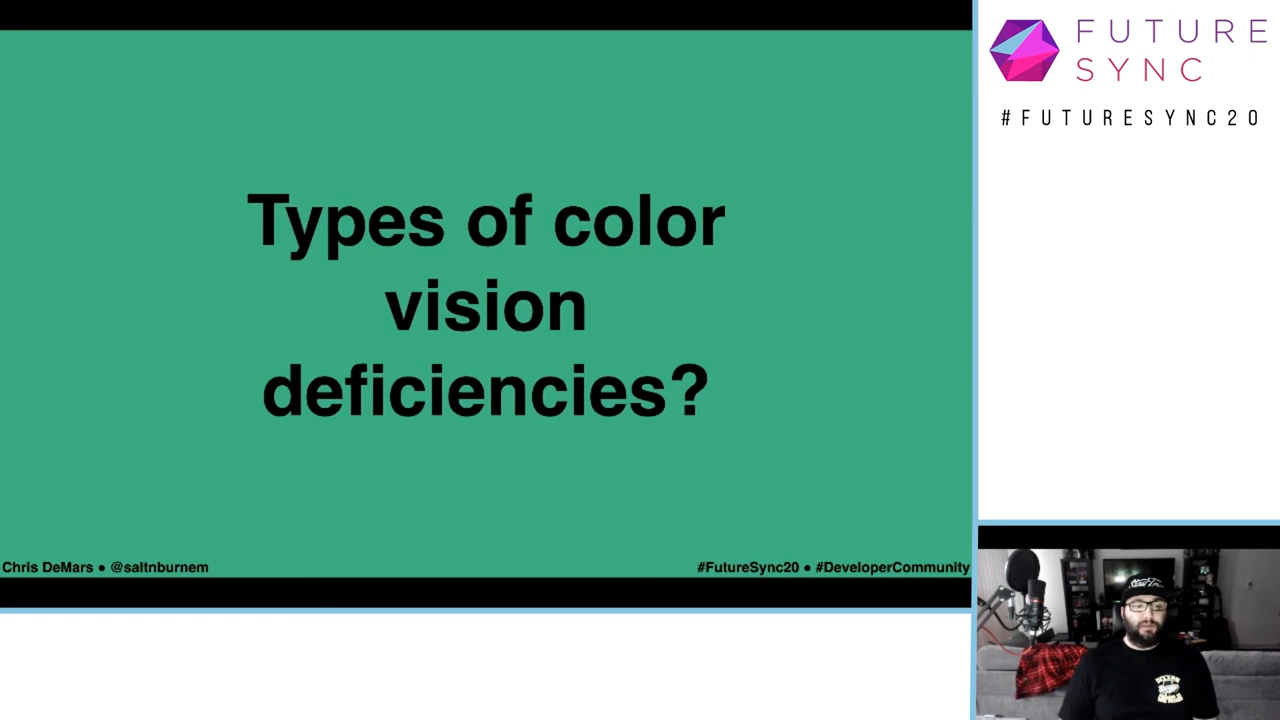 Types of color
vision
deficiencies?
Chris DeMars ● @saltnburnem
#FutureSync20 ● #DeveloperCommunity
FUTURE
SYNC
#FUTURESYNC20